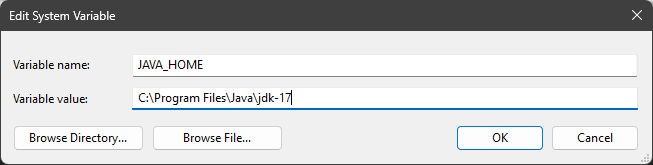 Edit System Variable
Variable name: JAVA_HOME
Variable value: C:\Program Files\Java\jdk-17
Browse Directory... Browse File... OK Cancel